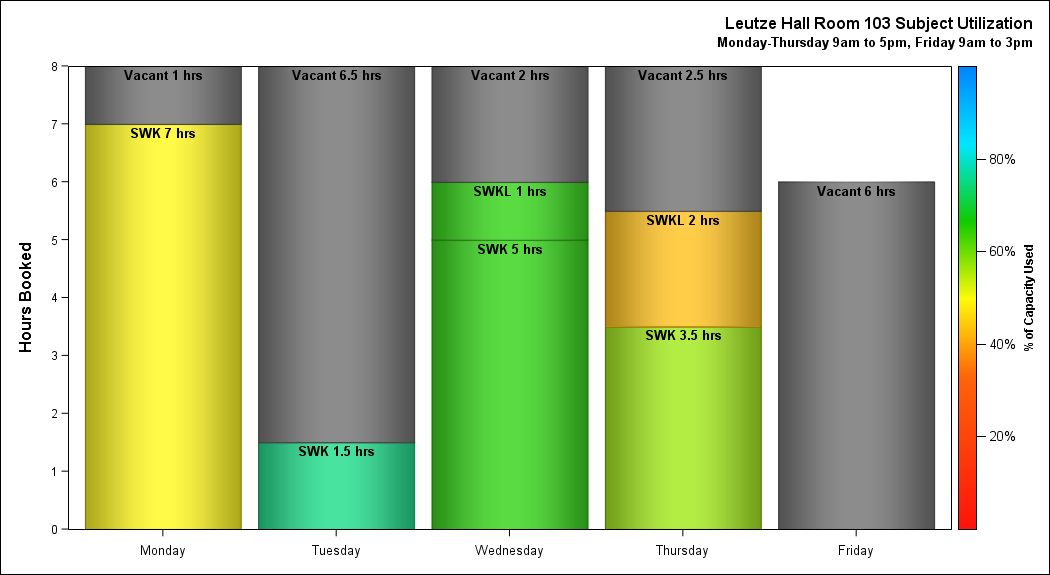 Leutze Hall Room 103 Subject Utilization
Monday-Thursday 9am to 5pm, Friday 9am to 3pm
Hours Booked
8
7
6
5
4
3
2
1
0
Vacant 1 hrs
SWK 7 hrs
Vacant 6.5 hrs
SWK 1.5 hrs
Vacant 2 hrs
SWKL 1 hrs
SWK 5 hrs
Vacant 2.5 hrs
SWKL 2 hrs
SWK 3.5 hrs
Vacant 6 hrs
Monday
Tuesday
Wednesday
Thursday
Friday
80%
60%
40%
20%
% of Capacity Used